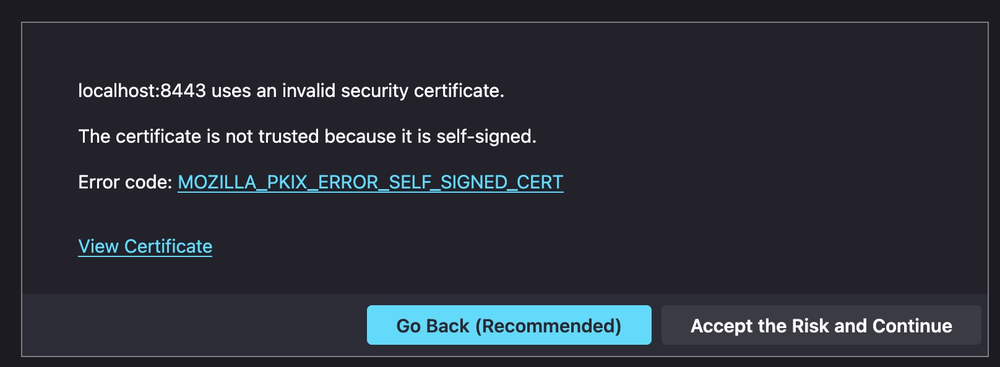 localhost:8443 uses an invalid security certificate.
The certificate is not trusted because it is self-signed.
Error code: MOZILLA_PKIX_ERROR_SELF_SIGNED_CERT
View Certificate
Go Back (Recommended)
Accept the Risk and Continue